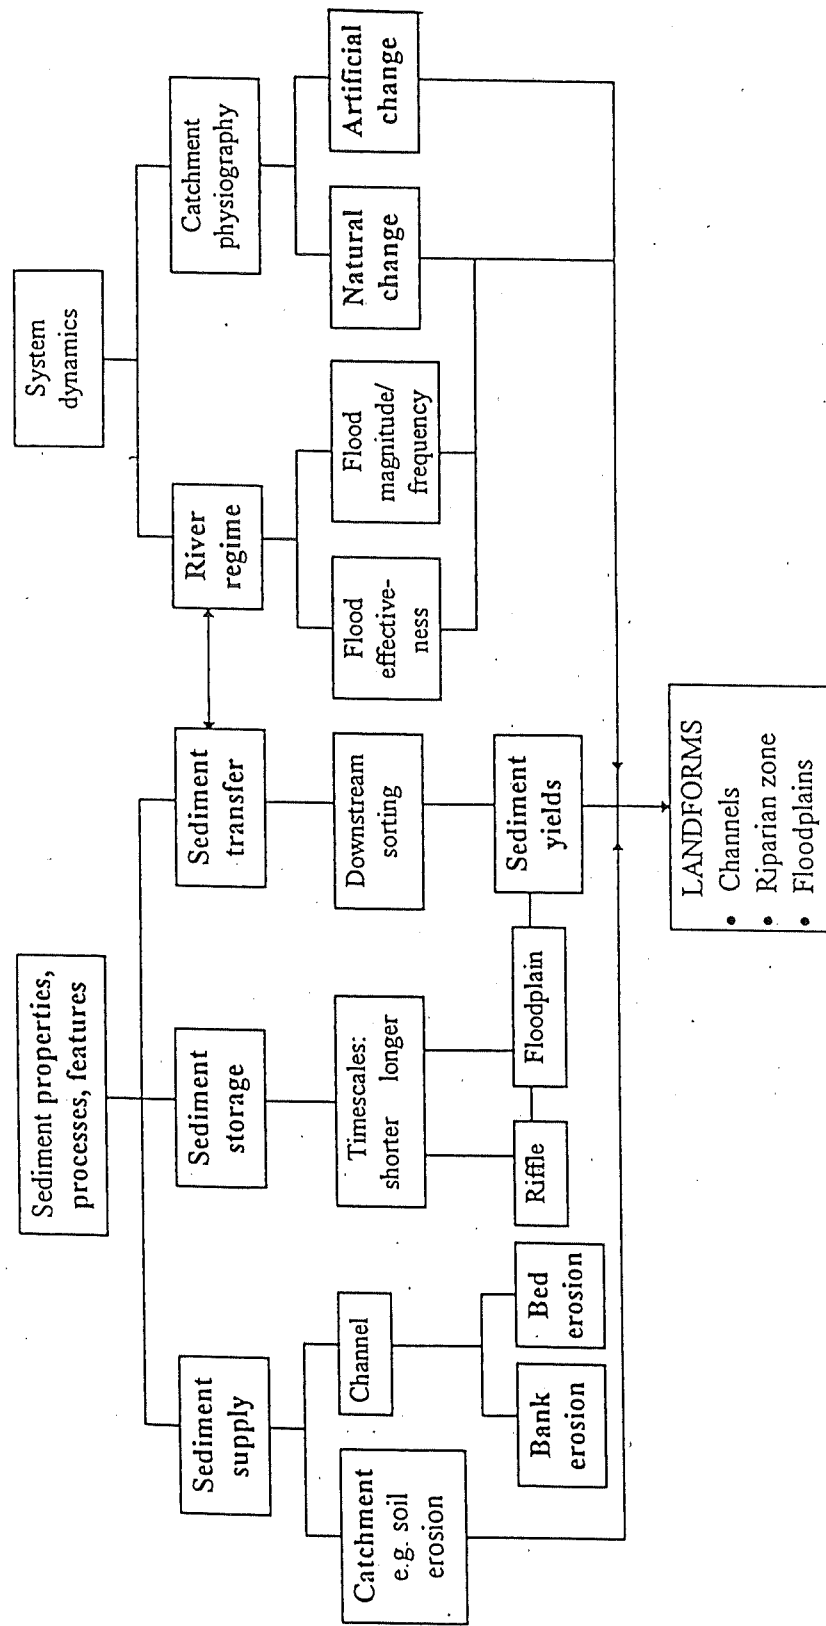 Sediment properties,
processes, features
System
dynamics
Sediment
supply
Sediment
storage
Sediment
transfer
River
regime
Catchment
physiography
Catchment
e.g. soil
erosion
Channel
Timescales:
shorter longer
Downstream
sorting
Flood
effective-
ness
Flood
magnitude/
frequency
Natural
change
Artificial
change
Bank
erosion
Bed
erosion
Riffle
Floodplain
Sediment
yields
LANDFORMS
• Channels
• Riparian zone
• Floodplains